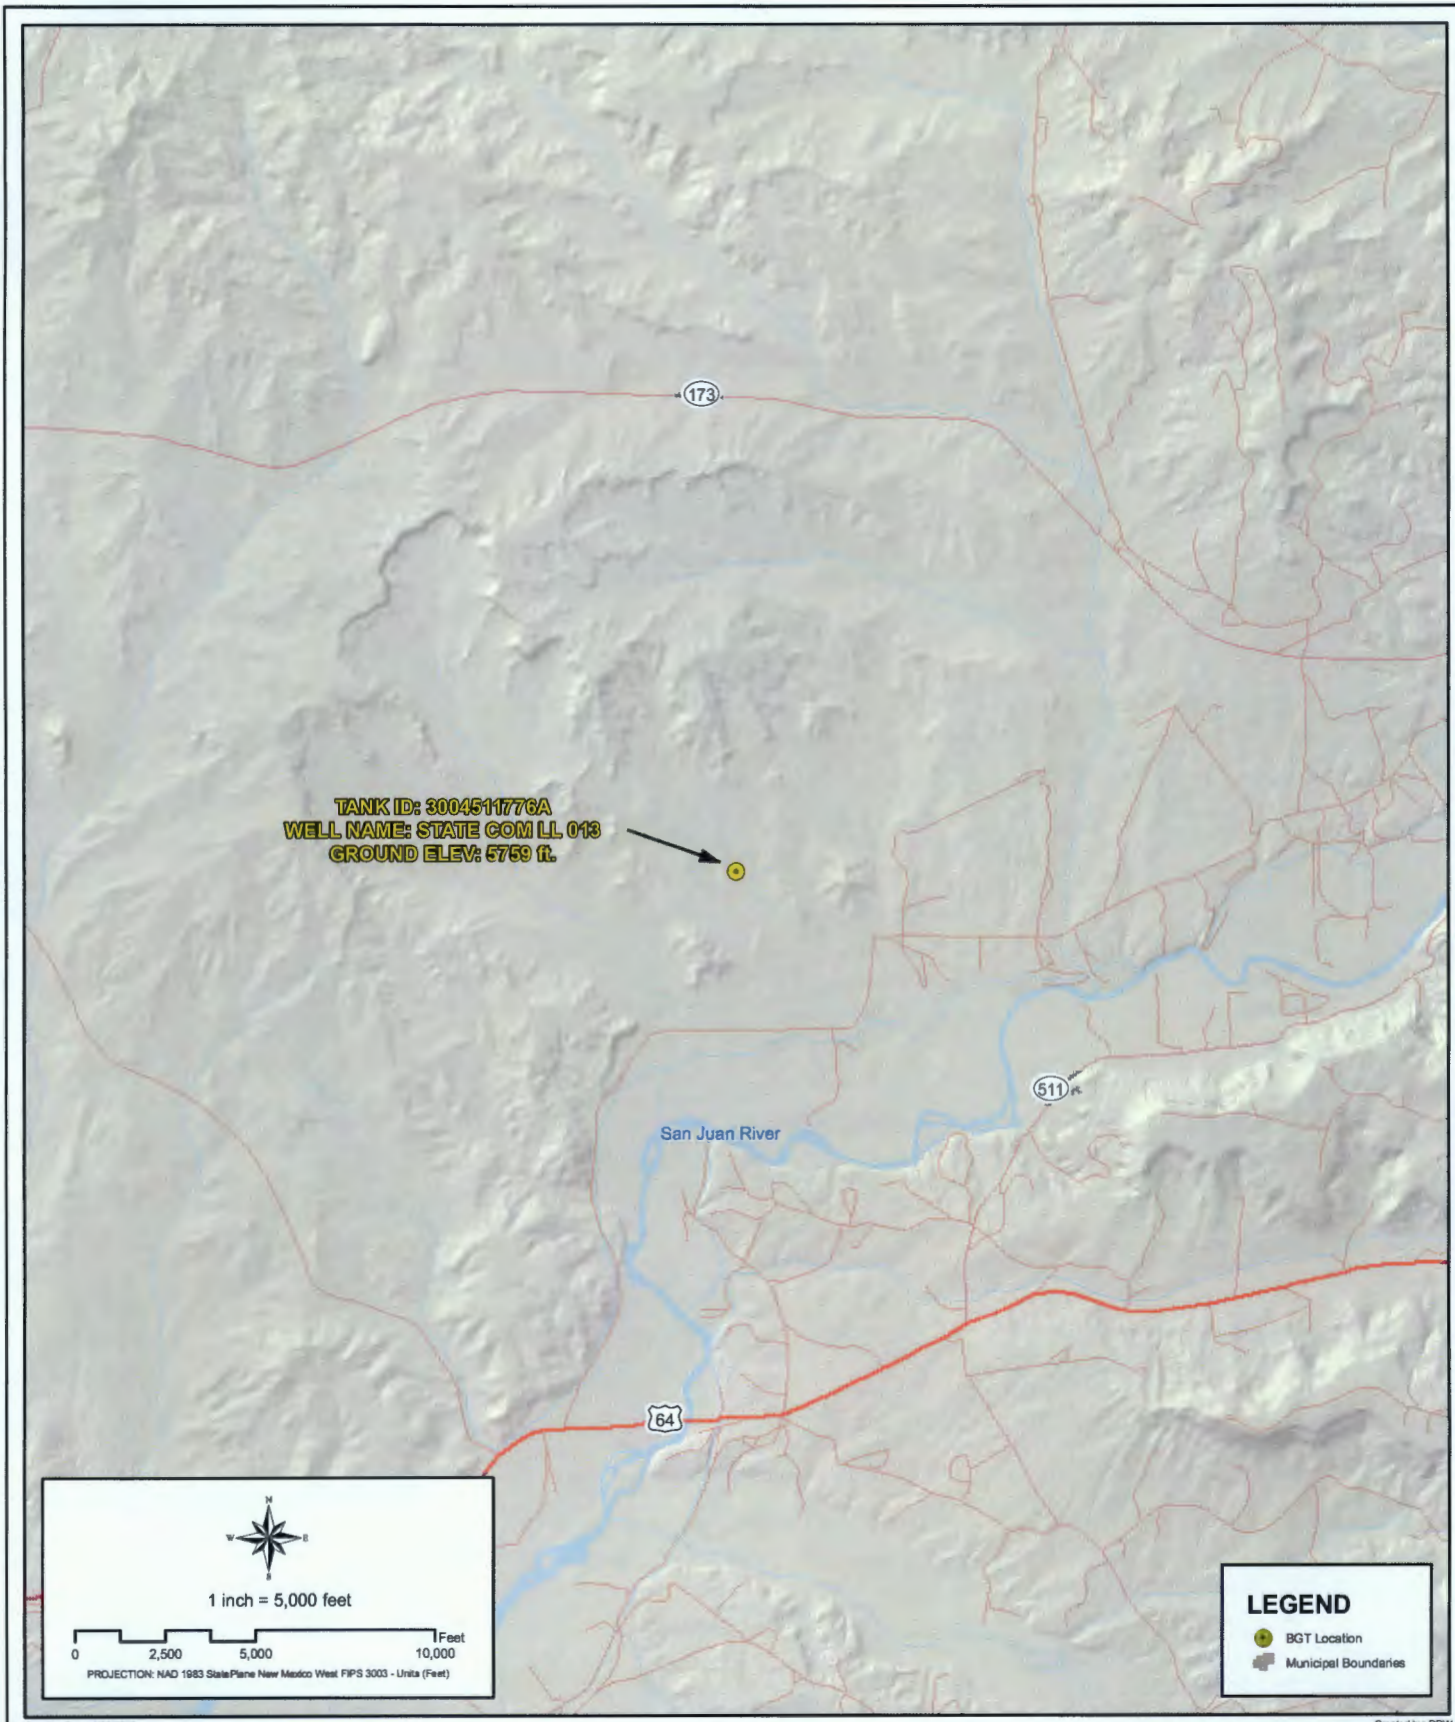 173
TANK ID: 3004511776A
WELL NAME: STATE COM LL 013
GROUND ELEV: 5759 ft.
511
San Juan River
64
N
W E
S
1 inch = 5,000 feet
Feet
0 2,500 5,000 10,000
PROJECTION: NAD 1983 StatePlane New Mexico West FIPS 3003 - Units (Feet)
LEGEND
BGT Location
Municipal Boundaries